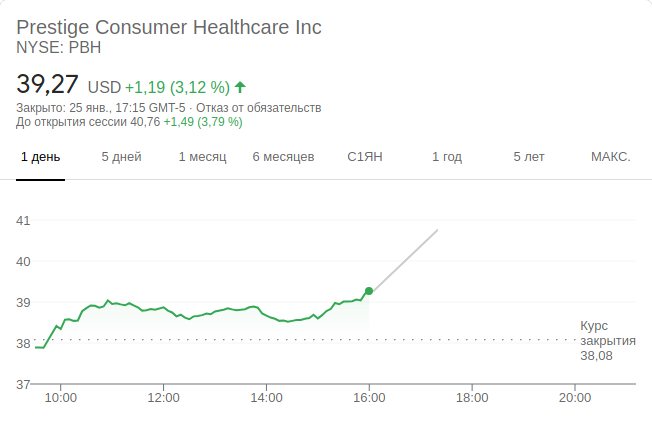 Prestige Consumer Healthcare Inc
NYSE: PBH
39,27 USD +1,19 (3,12 %)
Закрыто: 25 янв., 17:15 GMT-5 · Отказ от обязательств
До открытия сессии 40,76 +1,49 (3,79 %)
1 день 5 дней 1 месяц 6 месяцев С1ЯН 1 год 5 лет МАКС.
41
40
39
38
37
Курс
закрытия
38,08
10:00 12:00 14:00 16:00 18:00 20:00